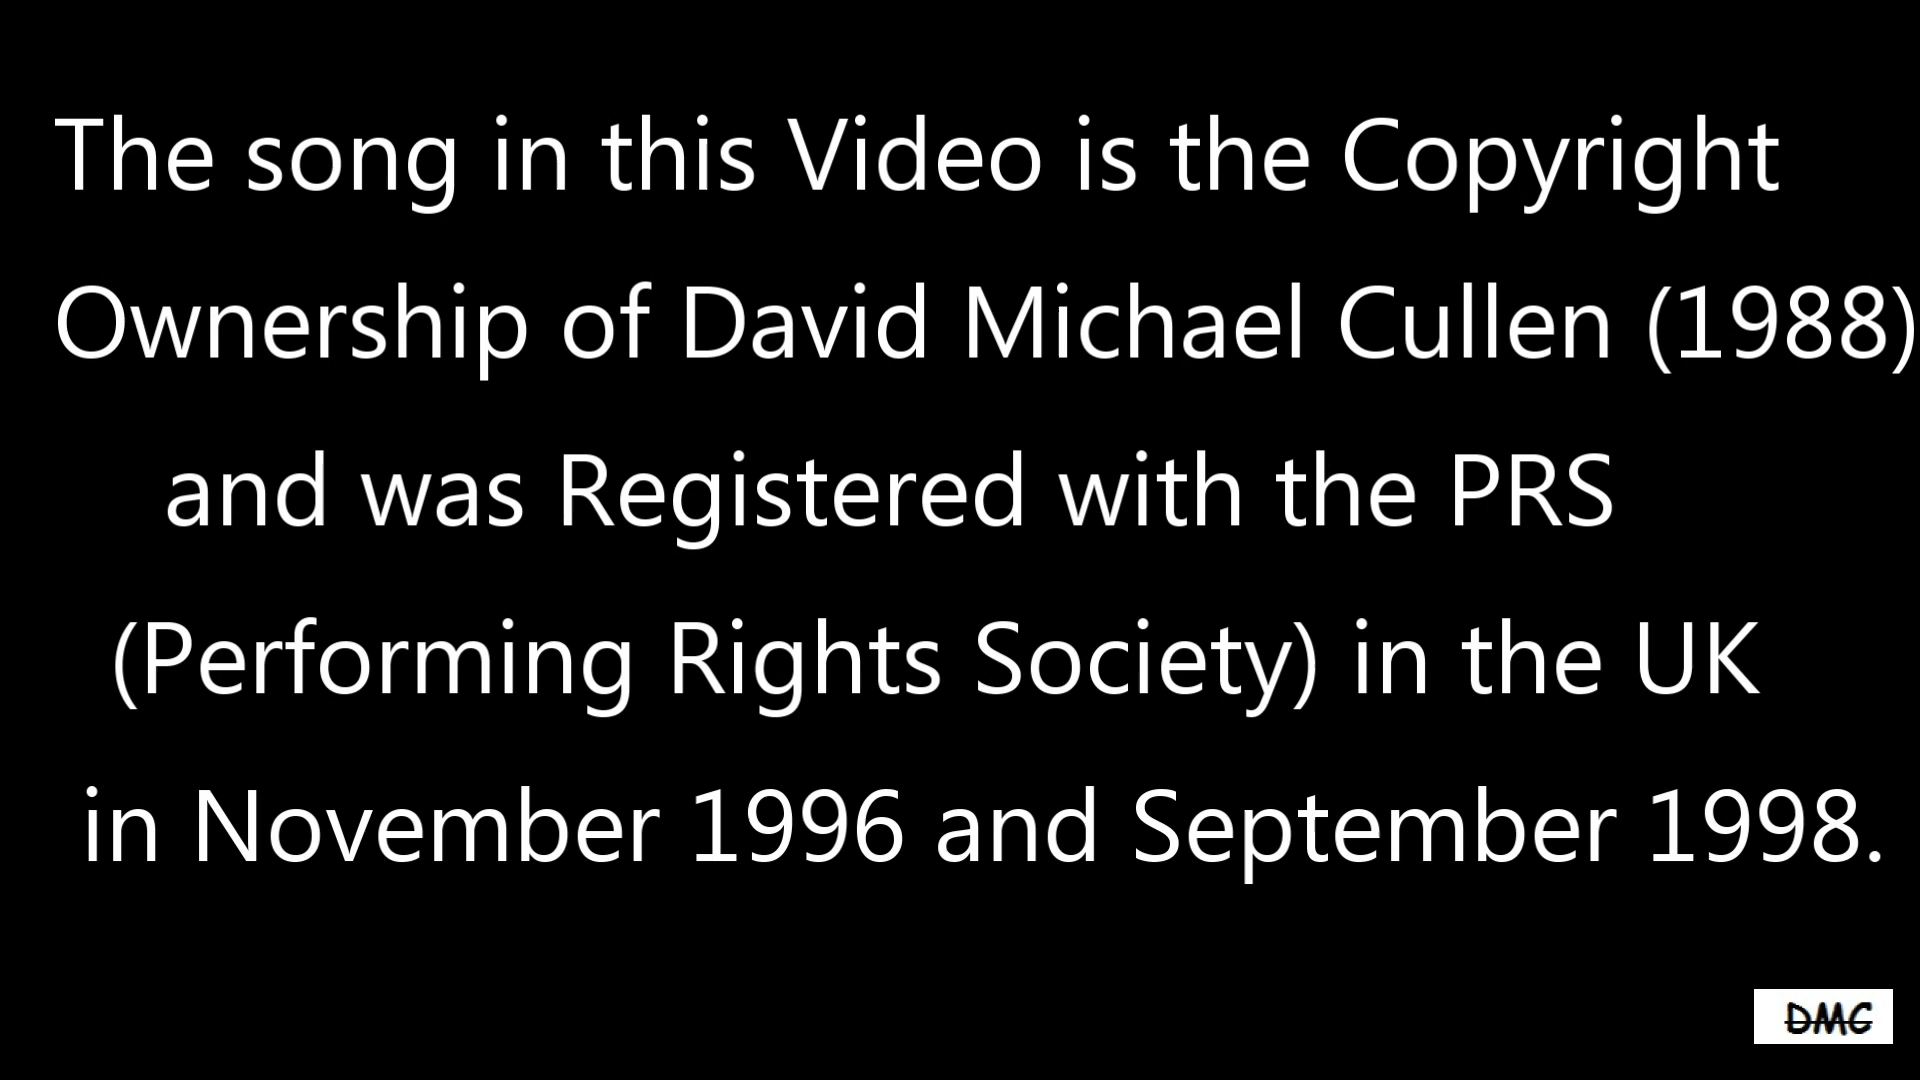 The song in this Video is the Copyright
Ownership of David Michael Cullen (1988)
and was Registered with the PRS
(Performing Rights Society) in the UK
in November 1996 and September 1998.
DMC